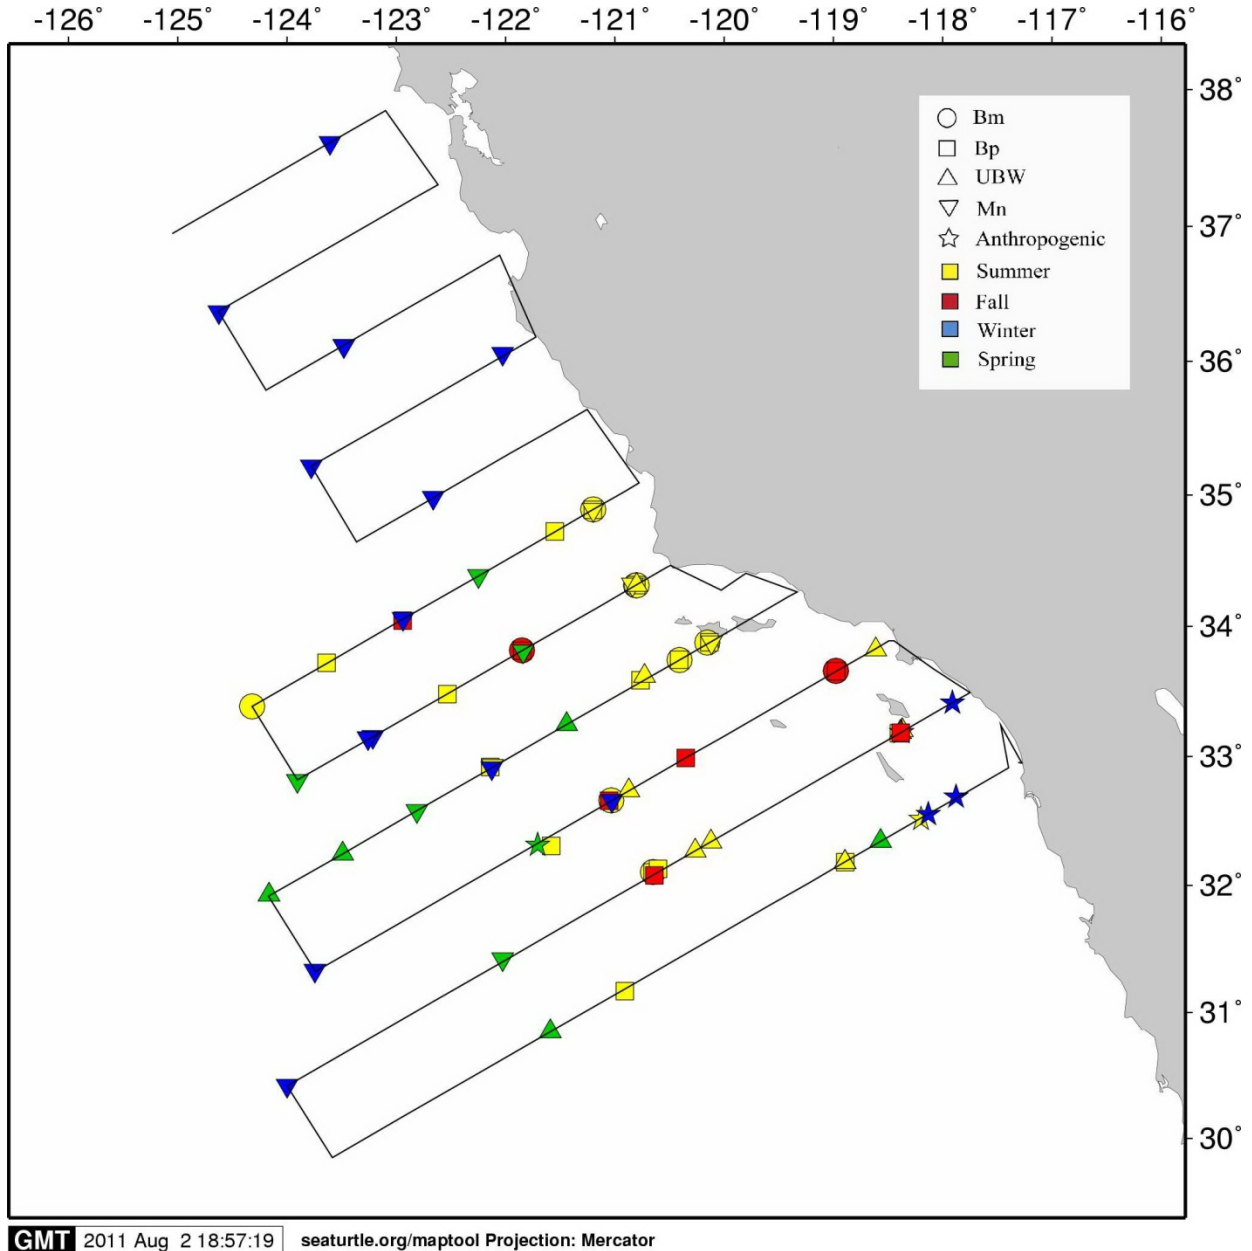 -126° -125° -124° -123° -122° -121° -120° -119° -118° -117° -116°
38°
Bm
Bp
UBW
Mn
Anthropogenic
Summer
Fall
Winter
Spring
37°
36°
35°
34°
33°
32°
31°
30°
GMT 2011 Aug 2 18:57:19 seaturtle.org/maptool Projection: Mercator